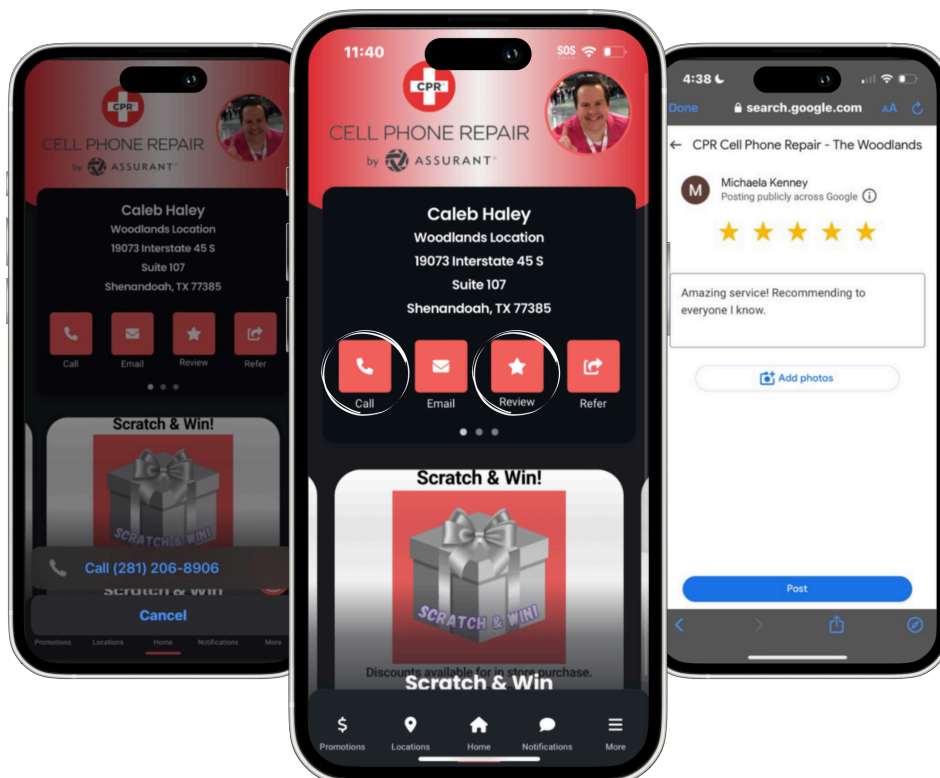 CPR
CELL PHONE REPAIR
by ASSURANT®
Caleb Haley
Woodlands Location
19073 Interstate 45 S
Suite 107
Shenandoah, TX 77385
Call
Email
Review
Refer
Scratch & Win!
SCRATCH & WIN!
Call (281) 206-8906
Scratch & Win
Cancel
Promotions
Locations
Home
Notifications
More
11:40
SOS
CPR
CELL PHONE REPAIR
by ASSURANT®
Caleb Haley
Woodlands Location
19073 Interstate 45 S
Suite 107
Shenandoah, TX 77385
Call
Email
Review
Refer
Scratch & Win!
SCRATCH & WIN!
Discounts available for in store purchase.
Scratch & Win
$
Promotions
Locations
Home
Notifications
More
4:38
Done
search.google.com
AA
CPR Cell Phone Repair - The Woodlands
M
Michaela Kenney
Posting publicly across Google
Amazing service! Recommending to
everyone I know.
Add photos
Post